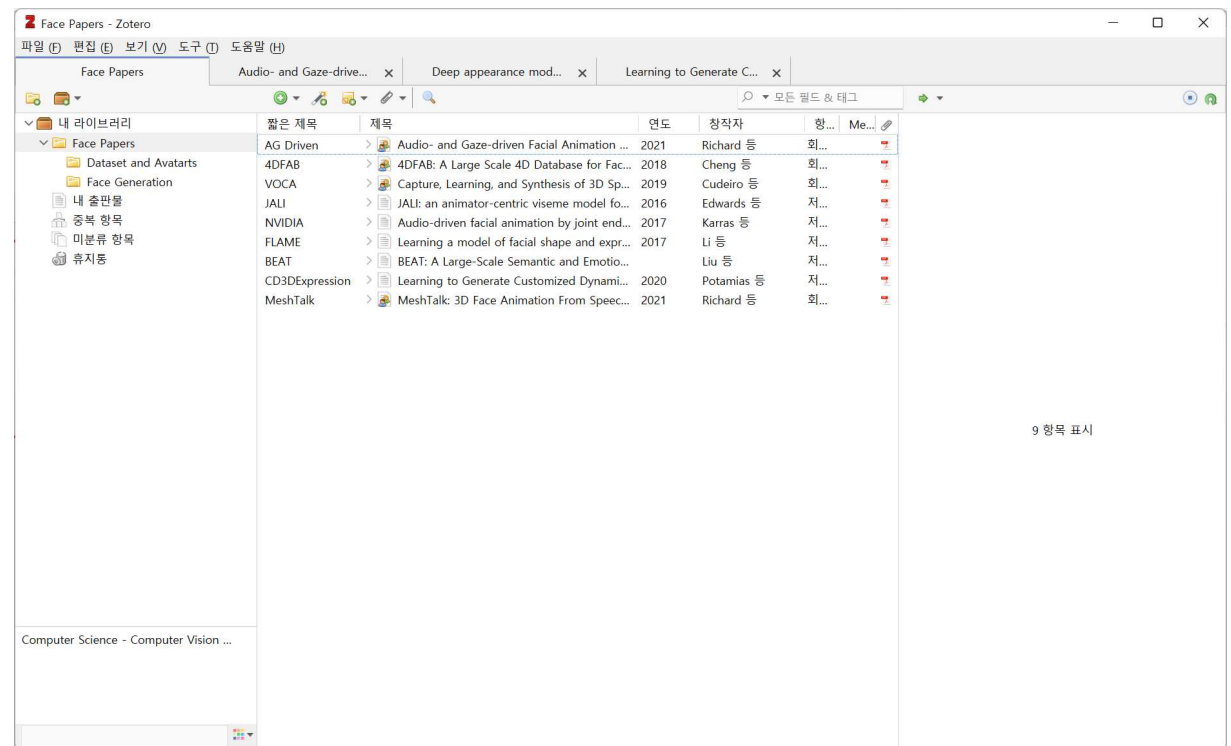 Face Papers - Zotero
파일 (F) 편집 (E) 보기 (V) 도구 (T) 도움말 (H)
Face Papers Audio- and Gaze-drive... Deep appearance mod... Learning to Generate C...
모든 필드 & 태그
내 라이브러리
Face Papers
Dataset and Avatarts
Face Generation
내 출판물
중복 항목
미분류 항목
휴지통
짧은 제목 제목 연도 창작자 항... Me...
AG Driven Audio- and Gaze-driven Facial Animation ... 2021 Richard 등 회...
4DFAB 4DFAB: A Large Scale 4D Database for Fac... 2018 Cheng 등 회...
VOCA Capture, Learning, and Synthesis of 3D Sp... 2019 Cudeiro 등 회...
JALI JALI: an animator-centric viseme model fo... 2016 Edwards 등 저...
NVIDIA Audio-driven facial animation by joint end... 2017 Karras 등 저...
FLAME Learning a model of facial shape and expr... 2017 Li 등 저...
BEAT BEAT: A Large-Scale Semantic and Emotio... Liu 등 저...
CD3DExpression Learning to Generate Customized Dynami... 2020 Potamias 등 저...
MeshTalk MeshTalk: 3D Face Animation From Speec... 2021 Richard 등 회...
9 항목 표시
Computer Science - Computer Vision ...